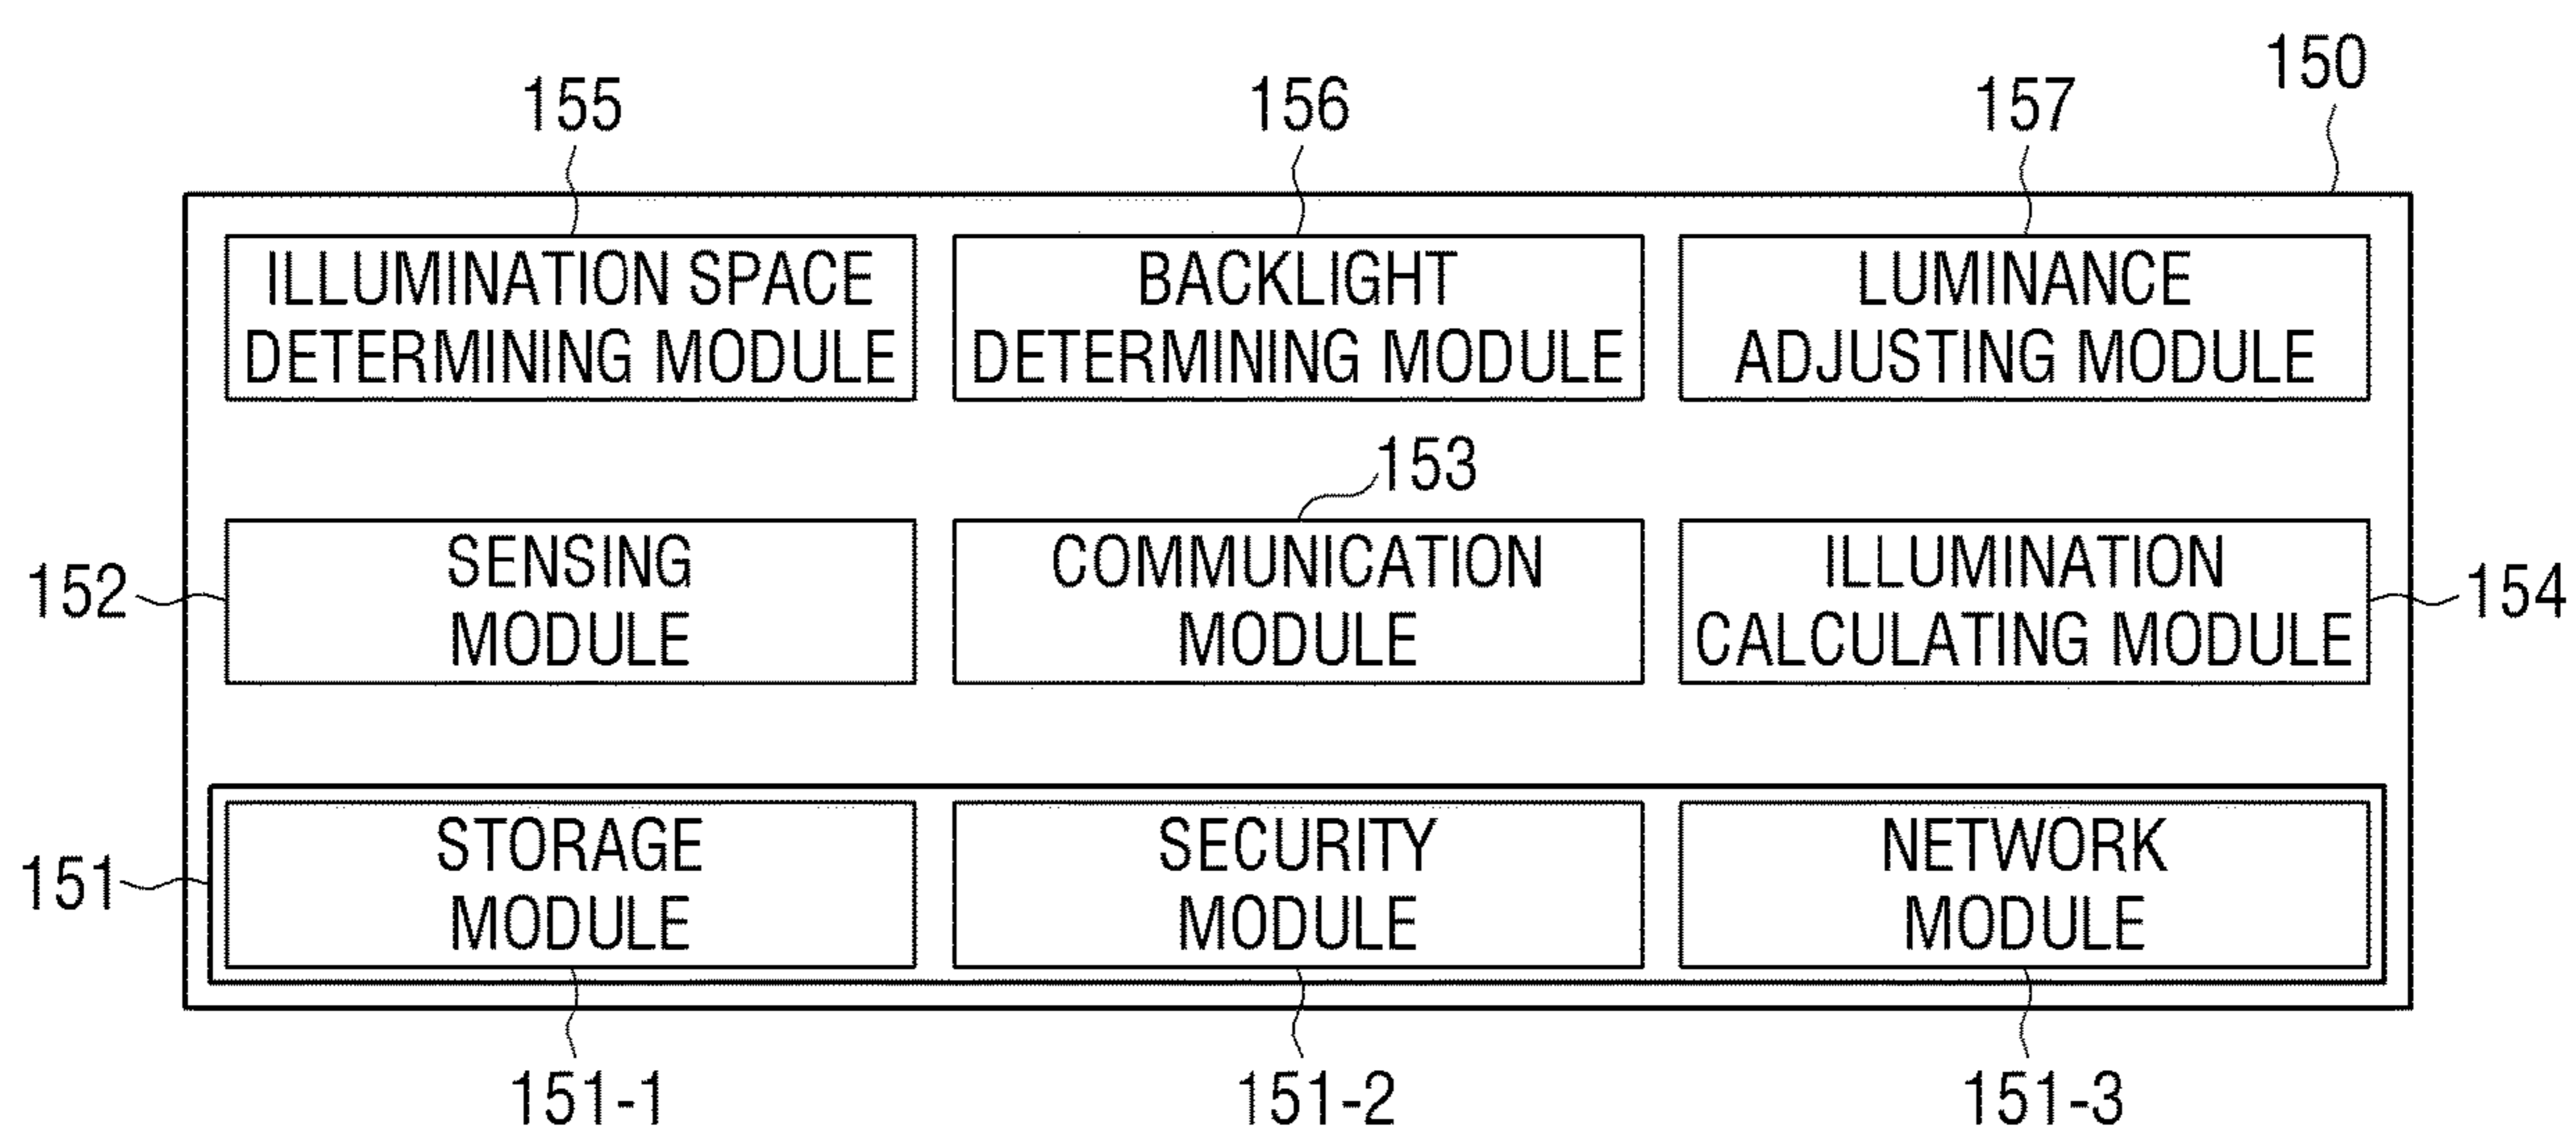 150
155
156
157
ILLUMINATION SPACE
DETERMINING MODULE
BACKLIGHT
DETERMINING MODULE
LUMINANCE
ADJUSTING MODULE
153
152
SENSING
MODULE
COMMUNICATION
MODULE
ILLUMINATION
CALCULATING MODULE
154
151
STORAGE
MODULE
SECURITY
MODULE
NETWORK
MODULE
151-1
151-2
151-3